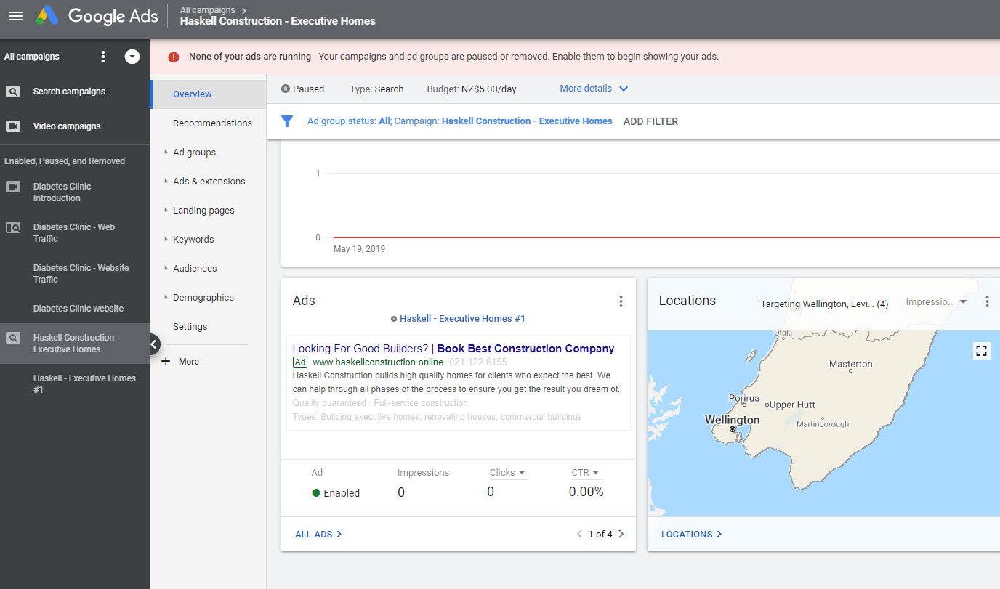 Google Ads
All campaigns
Haskell Construction - Executive Homes
All campaigns
Search campaigns
Video campaigns
Enabled, Paused, and Removed
Diabetes Clinic -
Introduction
Diabetes Clinic - Web
Traffic
Diabetes Clinic - Website
Traffic
Diabetes Clinic website
Haskell Construction -
Executive Homes
Haskell - Executive Homes
#1
None of your ads are running - Your campaigns and ad groups are paused or removed. Enable them to begin showing your ads.
Overview
Recommendations
Ad groups
Ads & extensions
Landing pages
Keywords
Audiences
Demographics
Settings
More
Paused Type: Search Budget: NZ$5.00/day More details
Ad group status: All; Campaign: Haskell Construction - Executive Homes ADD FILTER
1
0
May 19, 2019
Ads
Haskell - Executive Homes #1
Looking For Good Builders? | Book Best Construction Company
Ad www.haskellconstruction.online 021 122 6155
Haskell Construction builds high quality homes for clients who expect the best. We
can help through all phases of the process to ensure you get the result you dream of.
Quality guaranteed · Full-service construction
Types: Building executive homes, renovating houses, commercial buildings
Ad Impressions Clicks CTR
Enabled 0 0 0.00%
ALL ADS 1 of 4
Locations Targeting Wellington, Levi... (4) Impressio...
Otaki
Masterton
Porirua
Upper Hutt
Wellington
Martinborough
LOCATIONS